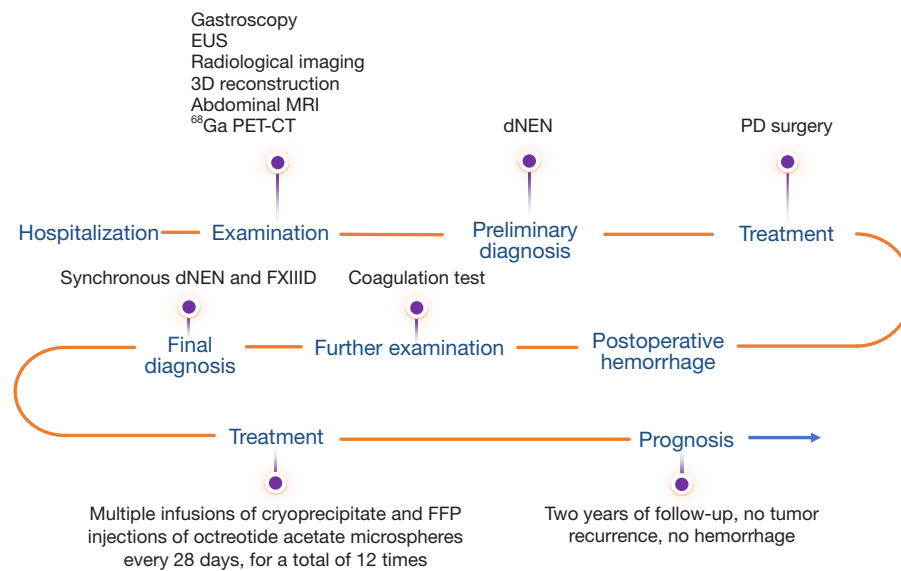 Gastroscopy
EUS
Radiological imaging
3D reconstruction
Abdominal MRI
⁶⁸Ga PET-CT
dNEN
PD surgery
Hospitalization
Examination
Preliminary
diagnosis
Treatment
Synchronous dNEN and FXIIID
Coagulation test
Final
diagnosis
Further examination
Postoperative
hemorrhage
Treatment
Prognosis
Multiple infusions of cryoprecipitate and FFP
injections of octreotide acetate microspheres
every 28 days, for a total of 12 times
Two years of follow-up, no tumor
recurrence, no hemorrhage